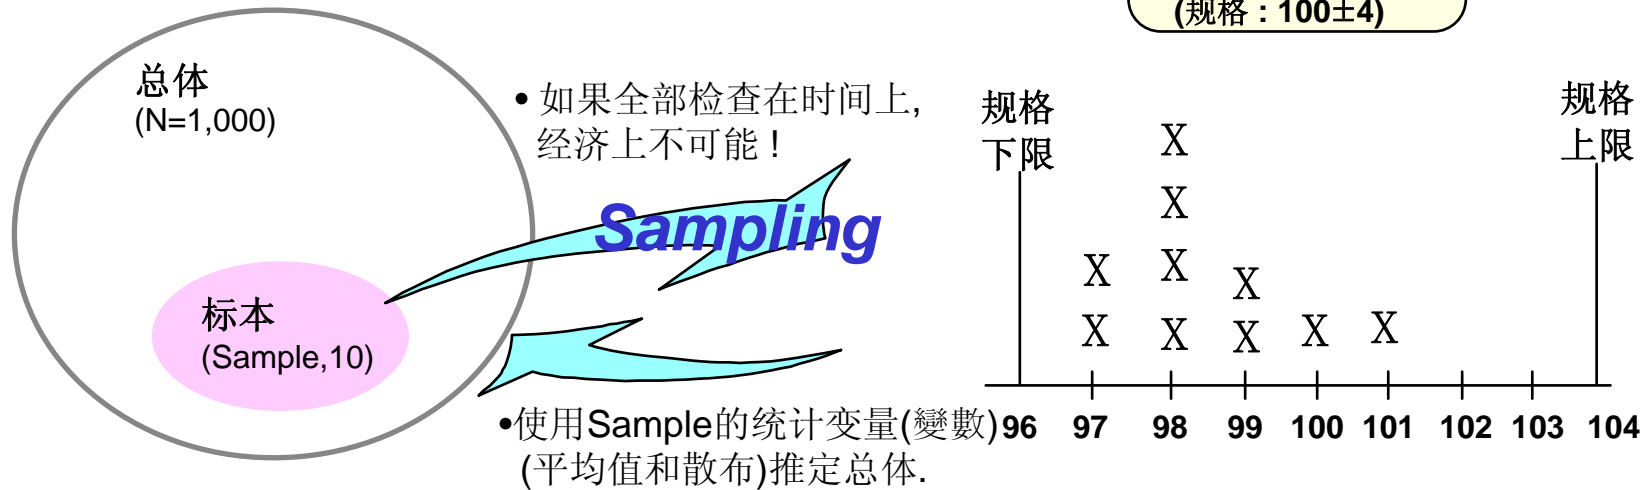 (规格 : 100±4)
总体
(N=1,000)
• 如果全部检查在时间上,
经济上不可能 !
Sampling
标本
(Sample,10)
•使用Sample的统计变量(變數)
(平均值和散布)推定总体.
规格
下限
规格
上限
X
X
X X X
X X X X X
96 97 98 99 100 101 102 103 104